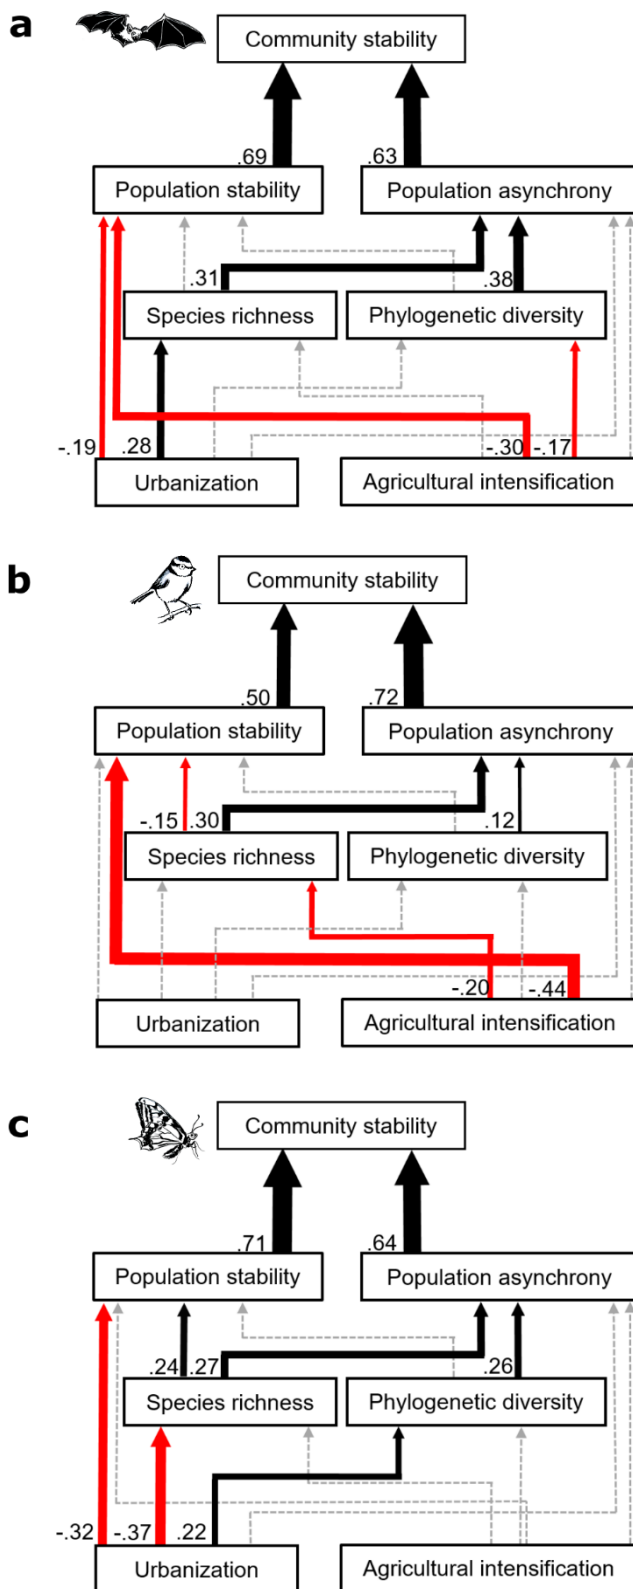 a
Community stability
.69 .63
Population stability Population asynchrony
.31 .38
Species richness Phylogenetic diversity
-.19 .28 -.30 -.17
Urbanization Agricultural intensification
b
Community stability
.50 .72
Population stability Population asynchrony
-.15 .30 .12
Species richness Phylogenetic diversity
-.20 -.44
Urbanization Agricultural intensification
c
Community stability
.71 .64
Population stability Population asynchrony
.24 .27 .26
Species richness Phylogenetic diversity
-.32 -.37 .22
Urbanization Agricultural intensification